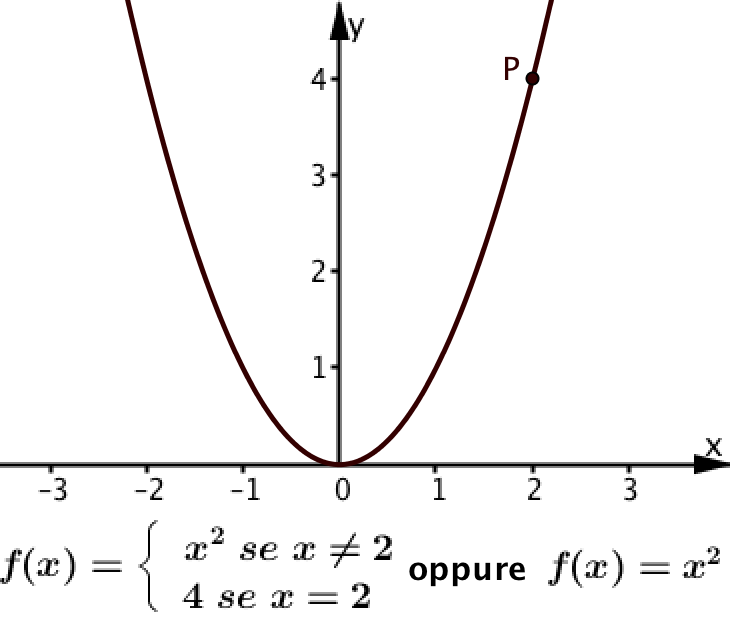 y
P
4
3
2
1
x
-3 -2 -1 0 1 2 3
f(x) = { x² se x ≠ 2 oppure f(x) = x²
4 se x = 2